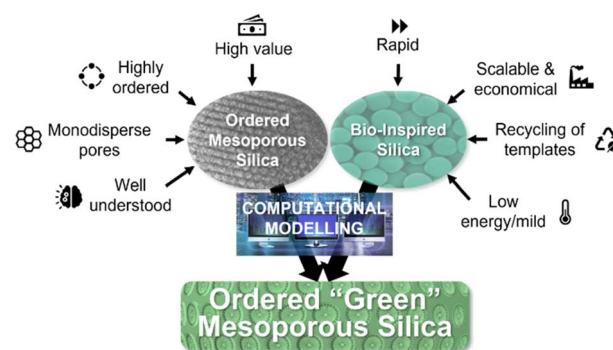 High value
Rapid
Highly
ordered
Scalable &
economical
Ordered
Mesoporous
Silica
Bio-Inspired
Silica
Monodisperse
pores
Recycling of
templates
Well
understood
Low
energy/mild
COMPUTATIONAL
MODELLING
Ordered “Green”
Mesoporous Silica